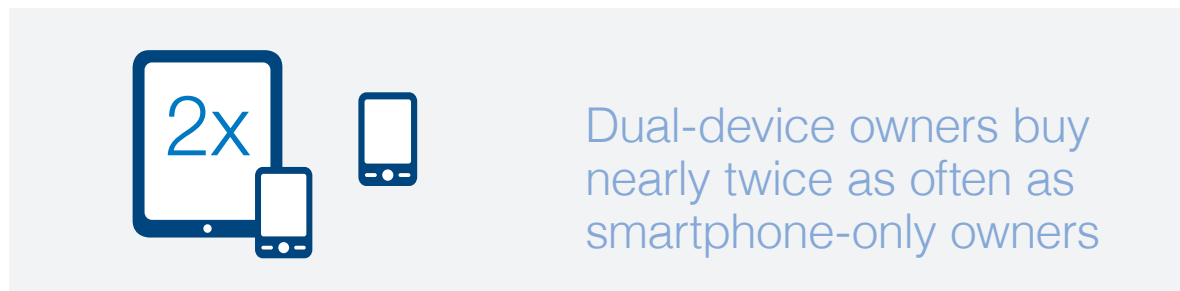 2x
Dual-device owners buy
nearly twice as often as
smartphone-only owners